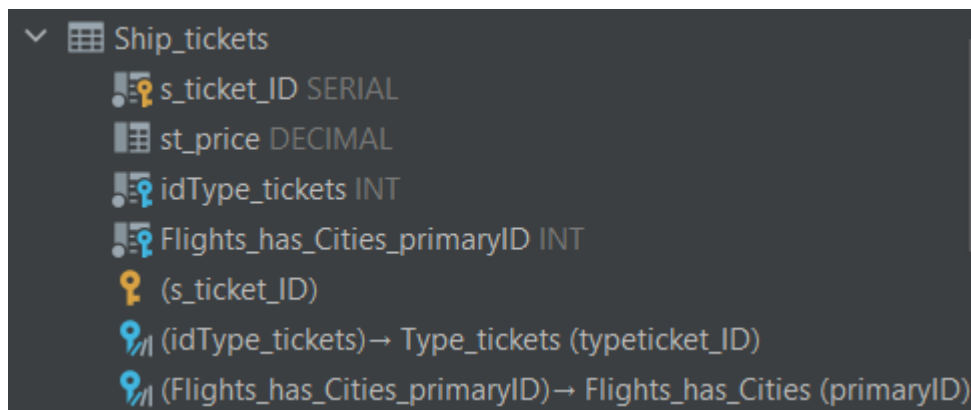 Ship_tickets
s_ticket_ID SERIAL
st_price DECIMAL
idType_tickets INT
Flights_has_Cities_primaryID INT
(s_ticket_ID)
(idType_tickets)→ Type_tickets (typeticket_ID)
(Flights_has_Cities_primaryID)→ Flights_has_Cities (primaryID)